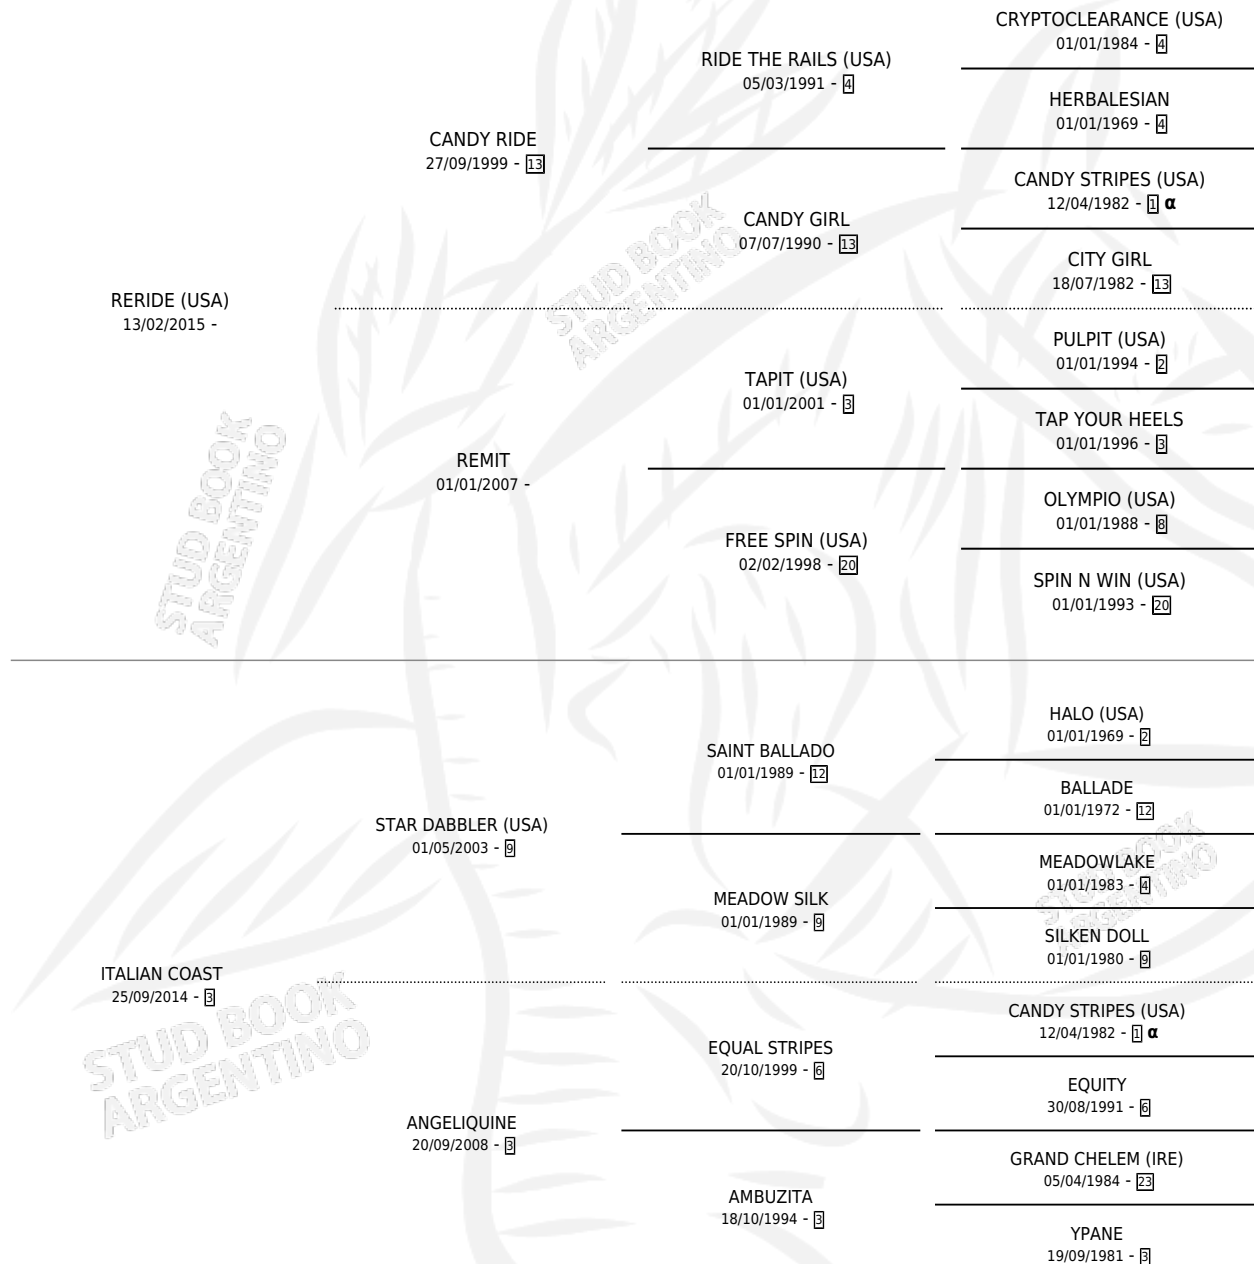 CRYPTOCLEARANCE (USA)
01/01/1984 - 4
RIDE THE RAILS (USA)
05/03/1991 - 4
HERBALESIAN
01/01/1969 - 4
CANDY RIDE
27/09/1999 - 13
CANDY STRIPES (USA)
12/04/1982 - 1 α
CANDY GIRL
07/07/1990 - 13
CITY GIRL
18/07/1982 - 13
RERIDE (USA)
13/02/2015 -
STUD BOOK
ARGENTINO
PULPIT (USA)
01/01/1994 - 2
TAPIT (USA)
01/01/2001 - 3
TAP YOUR HEELS
01/01/1996 - 3
REMIT
01/01/2007 -
OLYMPIO (USA)
01/01/1988 - 8
FREE SPIN (USA)
02/02/1998 - 20
SPIN N WIN (USA)
01/01/1993 - 20
STUD BOOK
ARGENTINO
HALO (USA)
01/01/1969 - 2
SAINT BALLADO
01/01/1989 - 12
BALLADE
01/01/1972 - 12
STAR DABBLER (USA)
01/05/2003 - 9
MEADOWLAKE
01/01/1983 - 4
MEADOW SILK
01/01/1989 - 9
SILKEN DOLL
01/01/1980 - 9
STUD BOOK
ARGENTINO
ITALIAN COAST
25/09/2014 - 3
STUD BOOK
ARGENTINO
CANDY STRIPES (USA)
12/04/1982 - 1 α
EQUAL STRIPES
20/10/1999 - 6
EQUITY
30/08/1991 - 6
ANGELIQUINE
20/09/2008 - 3
GRAND CHELEM (IRE)
05/04/1984 - 23
AMBUZITA
18/10/1994 - 3
YPANE
19/09/1981 - 3